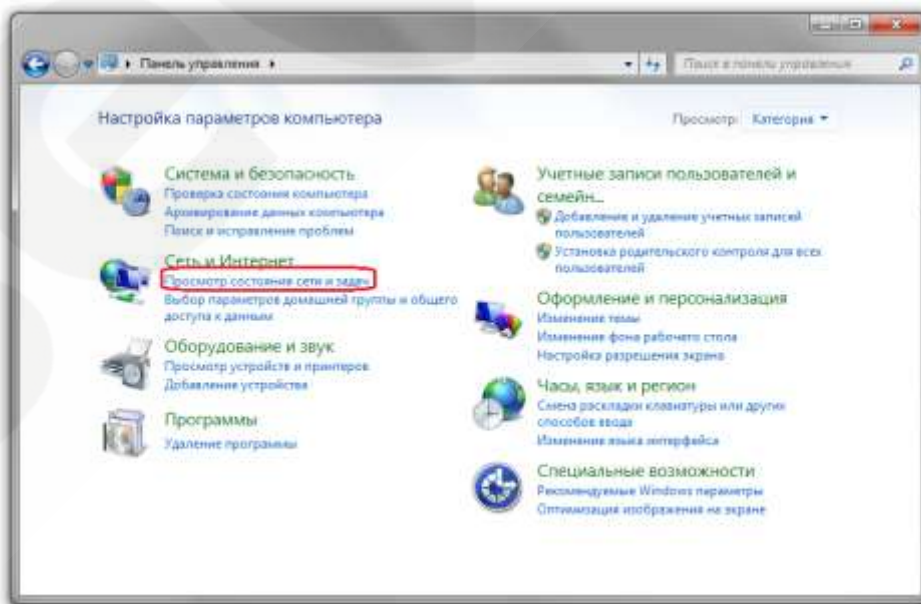 Панель управления
Поиск в панели управления
Настройка параметров компьютера
Просмотр: Категория
Система и безопасность
Проверка состояния компьютера
Архивирование данных компьютера
Поиск и исправление проблем
Сеть и Интернет
Просмотр состояния сети и задач
Выбор параметров домашней группы и общего
доступа к данным
Оборудование и звук
Просмотр устройств и принтеров
Добавление устройства
Программы
Удаление программы
Учетные записи пользователей и
семейн...
Добавление и удаление учетных записей
пользователей
Установка родительского контроля для всех
пользователей
Оформление и персонализация
Изменение темы
Изменение фона рабочего стола
Настройка разрешения экрана
Часы, язык и регион
Смена раскладки клавиатуры или других
способов ввода
Изменение языка интерфейса
Специальные возможности
Рекомендуемые Windows параметры
Оптимизация изображения на экране